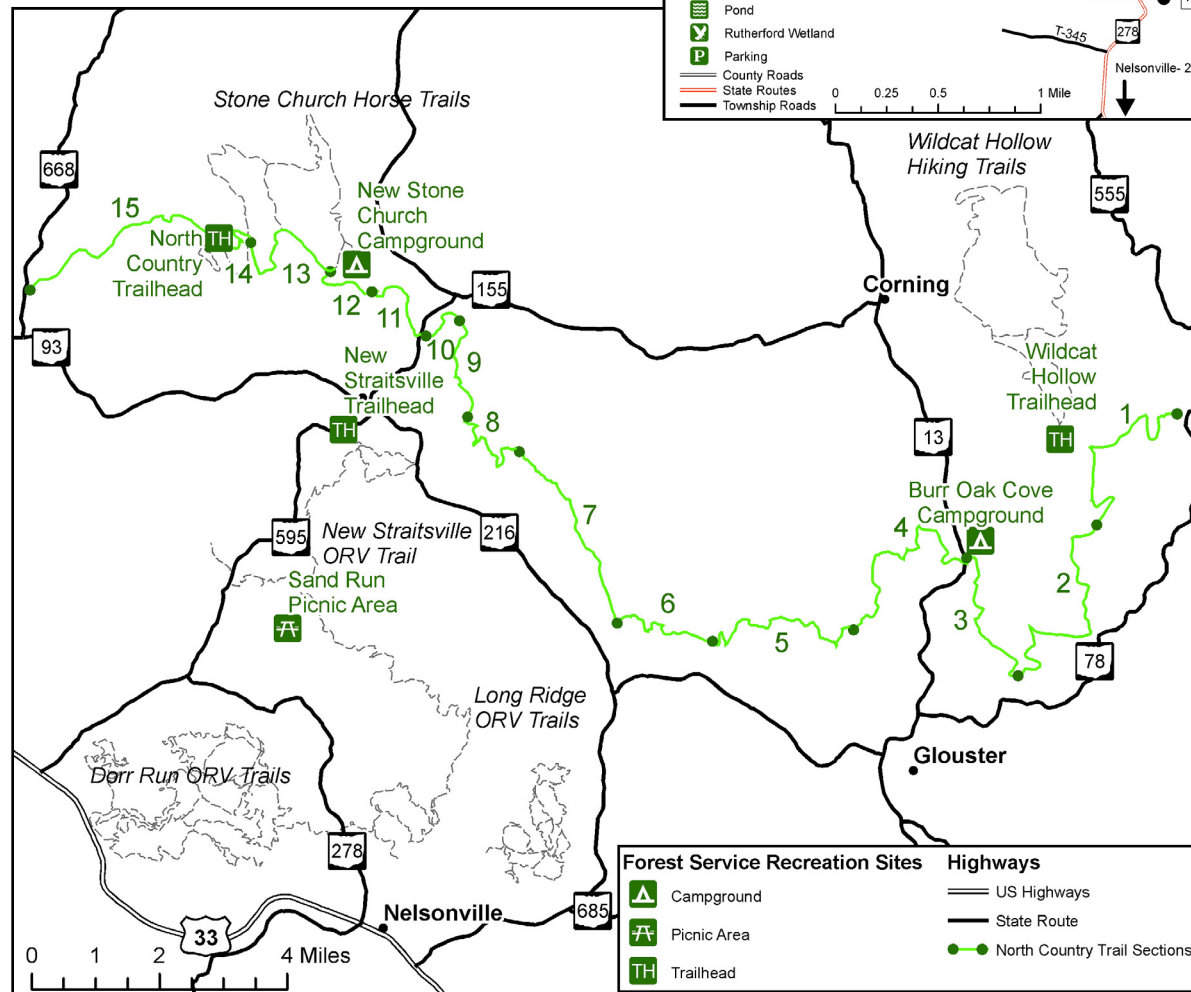 Pond
Rutherford Wetland
P
Parking
County Roads
State Routes
Township Roads
0 0.25 0.5 1 Mile
T-345
278
Nelsonville- 2
Stone Church Horse Trails
Wildcat Hollow
Hiking Trails
668
555
New Stone
Church
Campground
15
North
Country
Trailhead
TH
14
13
12
11
155
Corning
10
93
New
Straitsville
Trailhead
TH
9
8
Wildcat
Hollow
Trailhead
TH
1
13
Burr Oak Cove
Campground
4
7
595
New Straitsville
ORV Trail
216
Sand Run
Picnic Area
2
3
6
5
78
Long Ridge
ORV Trails
Dorr Run ORV Trails
Glouster
278
Nelsonville
685
33
0 1 2 4 Miles
Forest Service Recreation Sites
Campground
Picnic Area
TH
Trailhead
Highways
US Highways
State Route
North Country Trail Sections